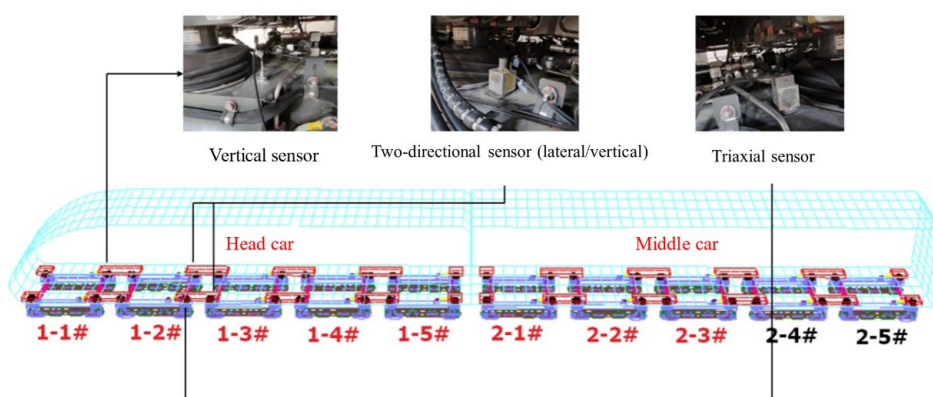 Vertical sensor
Two-directional sensor (lateral/vertical)
Triaxial sensor
Head car
Middle car
1-1# 1-2# 1-3# 1-4# 1-5# 2-1# 2-2# 2-3# 2-4# 2-5#